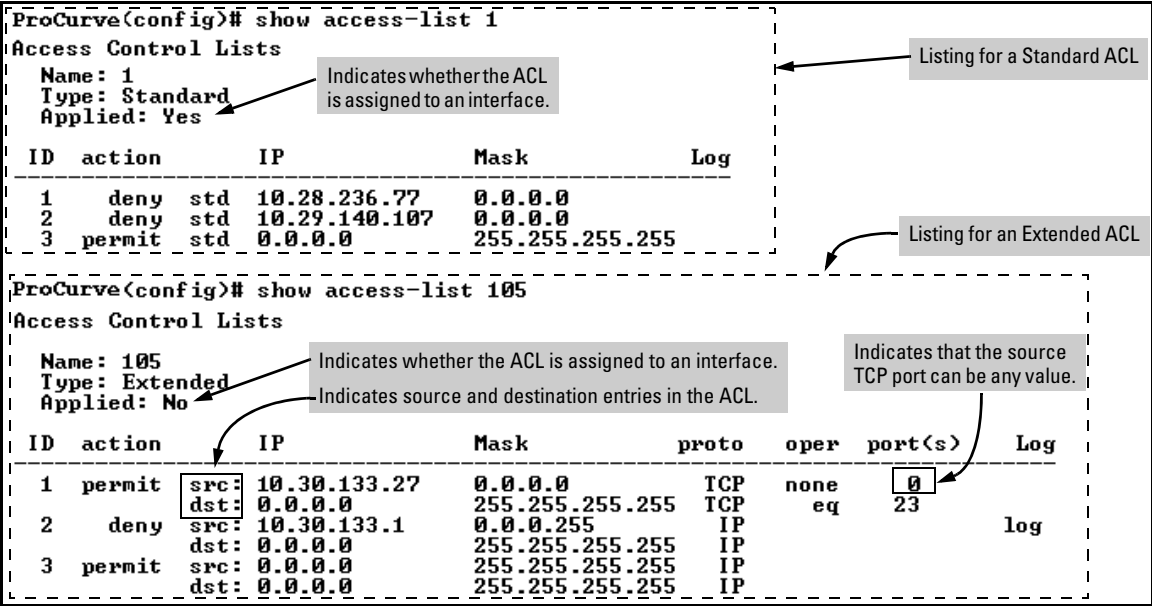 ProCurve(config)# show access-list 1
Access Control Lists
Name: 1
Type: Standard
Applied: Yes
Indicates whether the ACL
is assigned to an interface.
Listing for a Standard ACL
ID action IP Mask Log
1 deny std 10.28.236.77 0.0.0.0
2 deny std 10.29.140.107 0.0.0.0
3 permit std 0.0.0.0 255.255.255.255
Listing for an Extended ACL
ProCurve(config)# show access-list 105
Access Control Lists
Name: 105
Type: Extended
Applied: No
Indicates whether the ACL is assigned to an interface.
Indicates source and destination entries in the ACL.
Indicates that the source
TCP port can be any value.
ID action IP Mask proto oper port(s) Log
1 permit src: 10.30.133.27 0.0.0.0 TCP none 0
dst: 0.0.0.0 255.255.255.255 TCP eq 23
2 deny src: 10.30.133.1 0.0.0.255 IP log
dst: 0.0.0.0 255.255.255.255 IP
3 permit src: 0.0.0.0 255.255.255.255 IP
dst: 0.0.0.0 255.255.255.255 IP